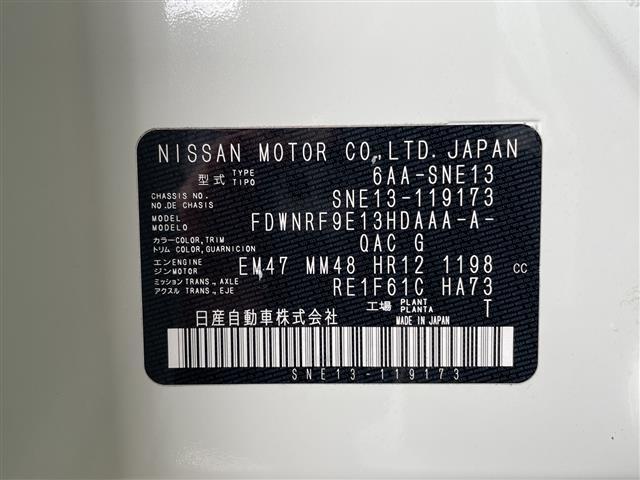 NISSAN MOTOR CO.,LTD. JAPAN
型式 TYPE TIPO 6AA-SNE13
CHASSIS NO. NO.DE CHASIS SNE13-119173
MODEL MODELO FDWNRF9E13HDAAA-A-
カラー COLOR,TRIM トリム COLOR,GUARNICION QAC G
エンジン ENGINE MOTOR EM47 MM48 HR12 1198 CC
ミッション TRANS.,AXLE アクスル TRANS.,EJE RE1F61C HA73
工場 PLANT PLANTA T
日産自動車株式会社 MADE IN JAPAN
SNE13-119173